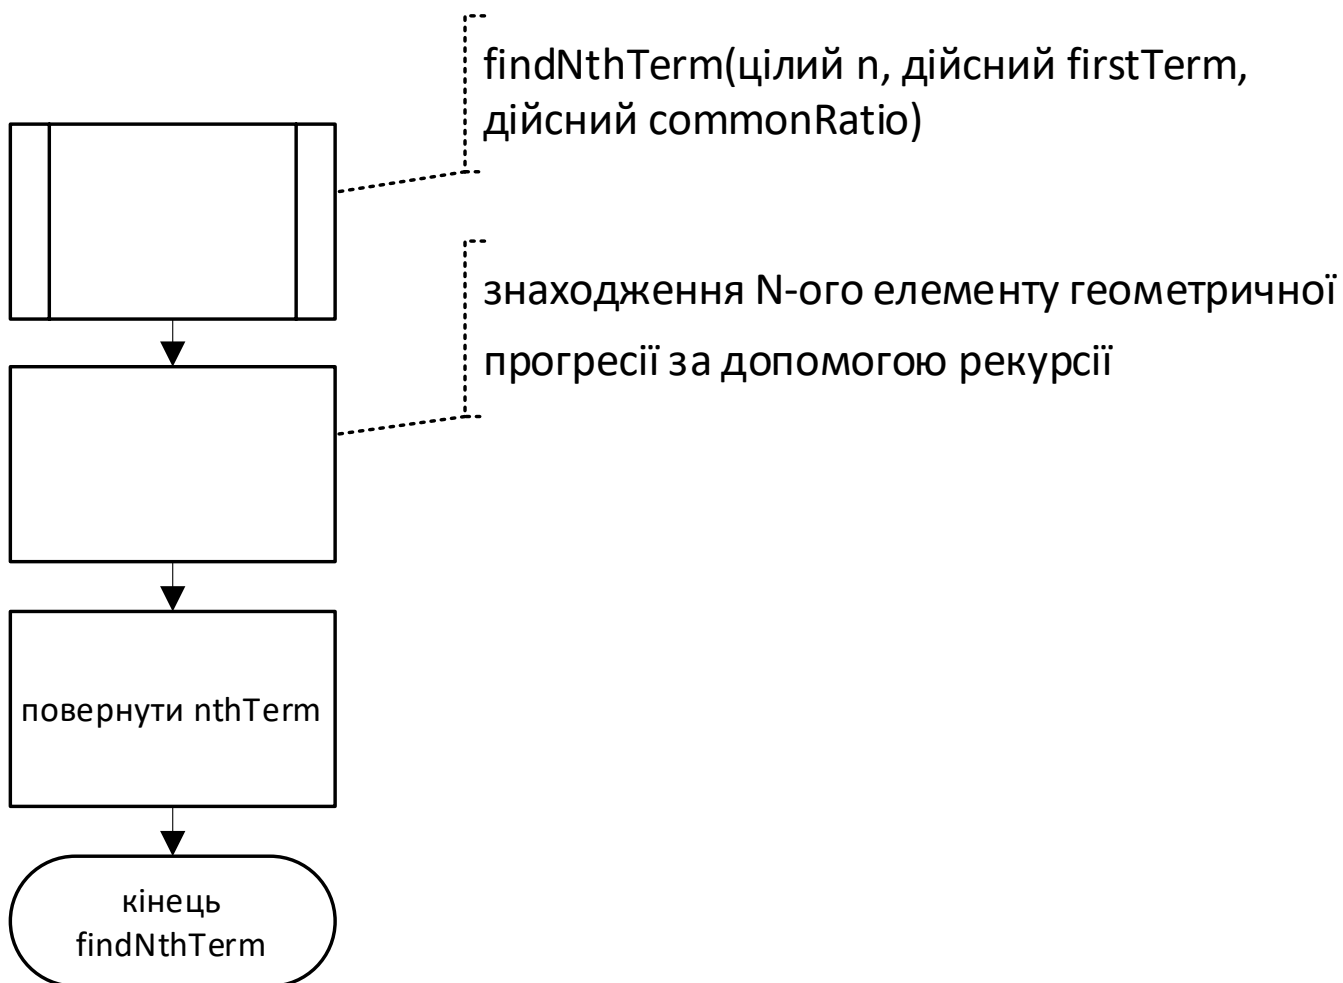 findNthTerm(цілий n, дійсний firstTerm,
дійсний commonRatio)
знаходження N-ого елементу геометричної
прогресії за допомогою рекурсії
повернути nthTerm
кінець
findNthTerm